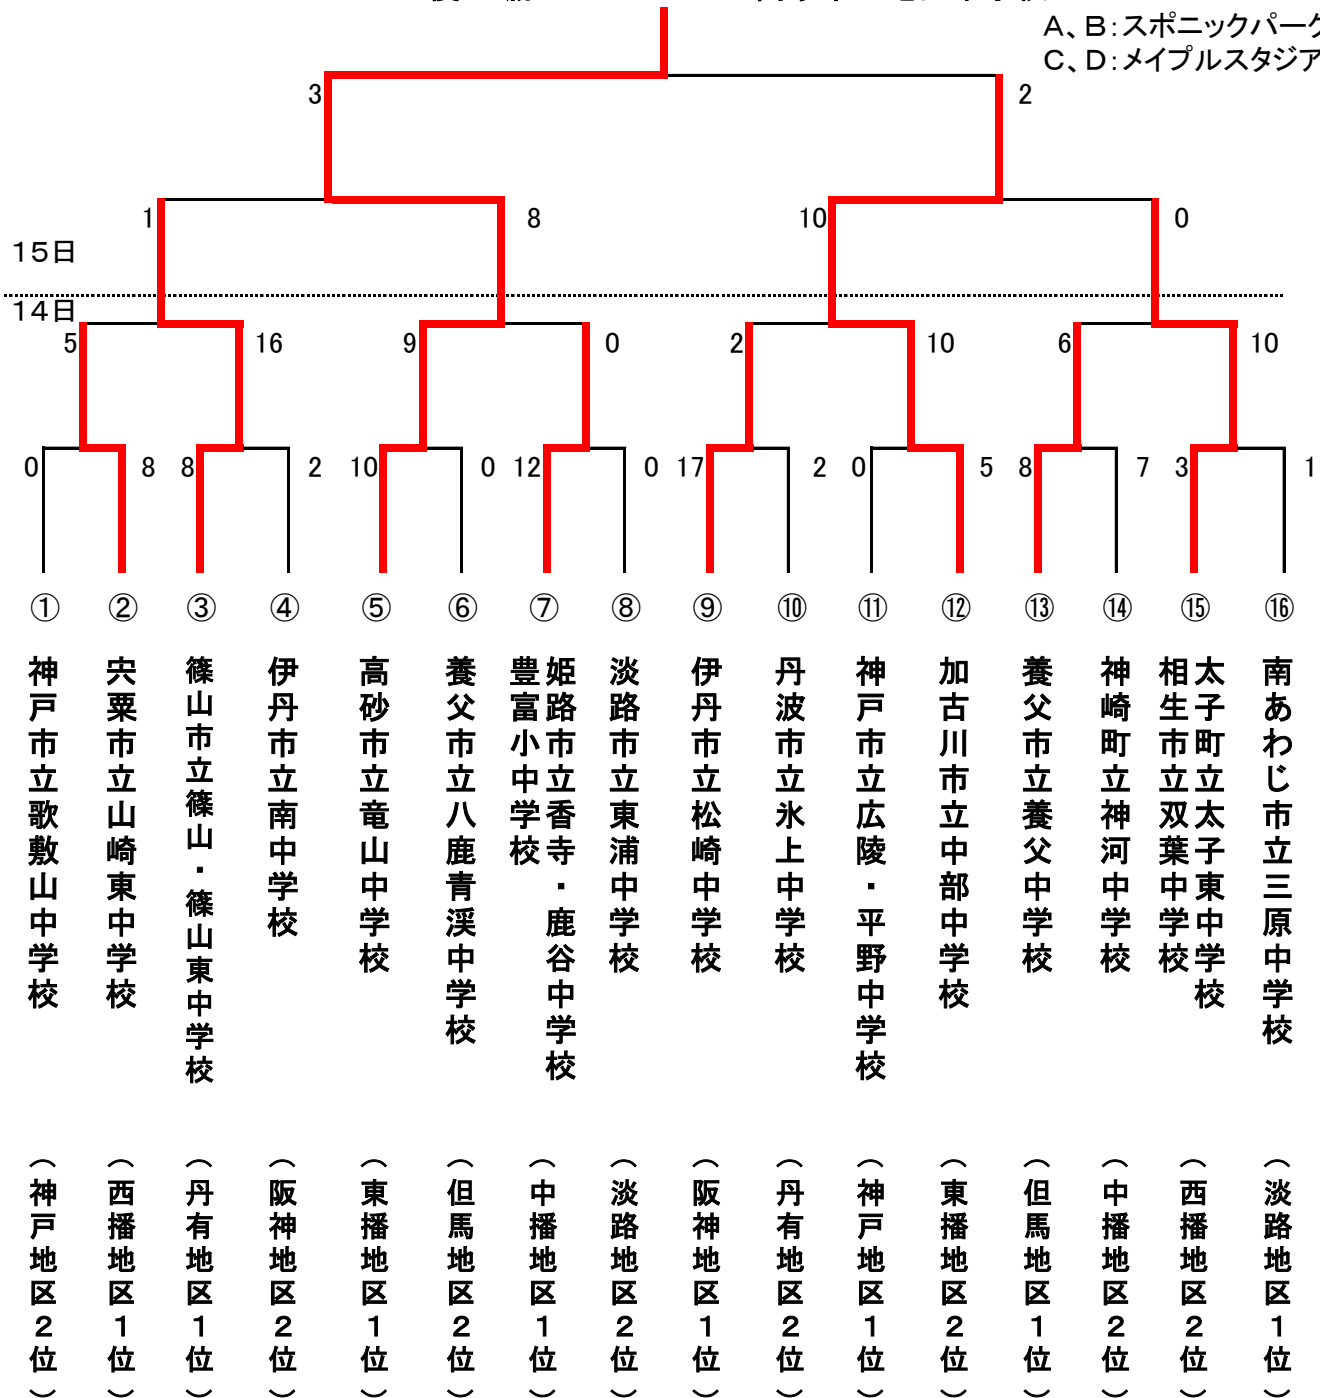 A、B：スポニックパーク
C、D：メイプルスタジア
3
2
1
8
10
0
15日
14日
5
16
9
0
2
10
6
10
0
8
8
2
10
0
12
0
17
2
0
5
8
7
3
1
①
②
③
④
⑤
⑥
⑦
⑧
⑨
⑩
⑪
⑫
⑬
⑭
⑮
⑯
神戸市立歌敷山中学校
宍粟市立山崎東中学校
篠山市立篠山・篠山東中学校
伊丹市立南中学校
高砂市立竜山中学校
養父市立八鹿青渓中学校
姫路市立香寺・鹿谷中学校
豊富小中学校
淡路市立東浦中学校
伊丹市立松崎中学校
丹波市立氷上中学校
神戸市立広陵・平野中学校
加古川市立中部中学校
養父市立養父中学校
神崎町立神河中学校
太子町立太子東中学校
相生市立双葉中学校
南あわじ市立三原中学校
（神戸地区２位）
（西播地区１位）
（丹有地区１位）
（阪神地区２位）
（東播地区１位）
（但馬地区２位）
（中播地区１位）
（淡路地区２位）
（阪神地区１位）
（丹有地区２位）
（神戸地区１位）
（東播地区２位）
（但馬地区１位）
（中播地区２位）
（西播地区２位）
（淡路地区１位）